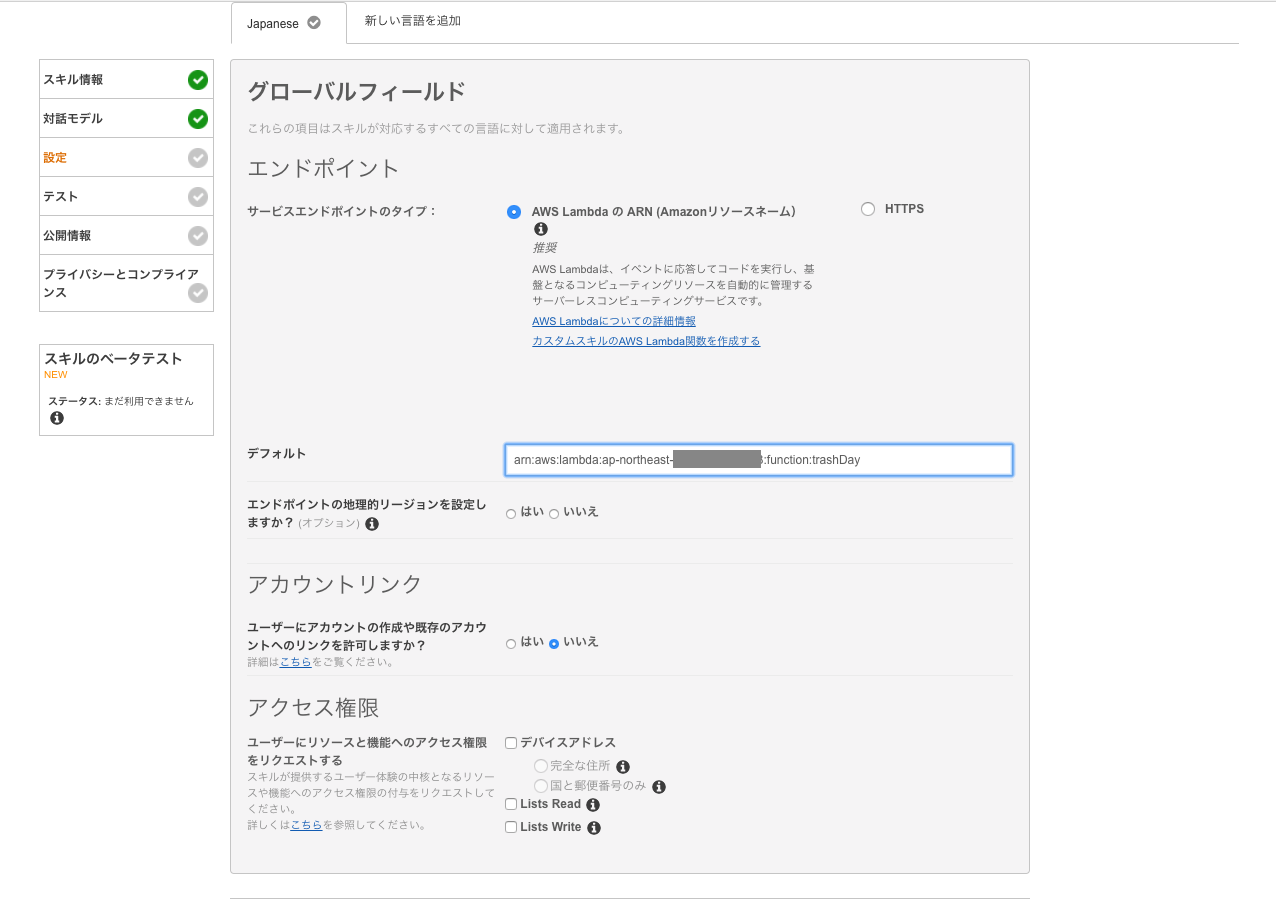 Japanese
新しい言語を追加
スキル情報
対話モデル
設定
テスト
公開情報
プライバシーとコンプライア
ンス
スキルのベータテスト
NEW
ステータス: まだ利用できません
グローバルフィールド
これらの項目はスキルが対応するすべての言語に対して適用されます。
エンドポイント
サービスエンドポイントのタイプ：
AWS Lambda の ARN (Amazonリソースネーム)
推奨
AWS Lambdaは、イベントに応答してコードを実行し、基
盤となるコンピューティングリソースを自動的に管理する
サーバーレスコンピューティングサービスです。
AWS Lambdaについての詳細情報
カスタムスキルのAWS Lambda関数を作成する
HTTPS
デフォルト
arn:aws:lambda:ap-northeast- :function:trashDay
エンドポイントの地理的リージョンを設定し
ますか？ (オプション)
はい いいえ
アカウントリンク
ユーザーにアカウントの作成や既存のアカウ
ントへのリンクを許可しますか？
詳細はこちらをご覧ください。
はい いいえ
アクセス権限
ユーザーにリソースと機能へのアクセス権限
をリクエストする
スキルが提供するユーザー体験の中核となるリソー
スや機能へのアクセス権限の付与をリクエストして
ください。
詳しくはこちらを参照してください。
デバイスアドレス
完全な住所
国と郵便番号のみ
Lists Read
Lists Write